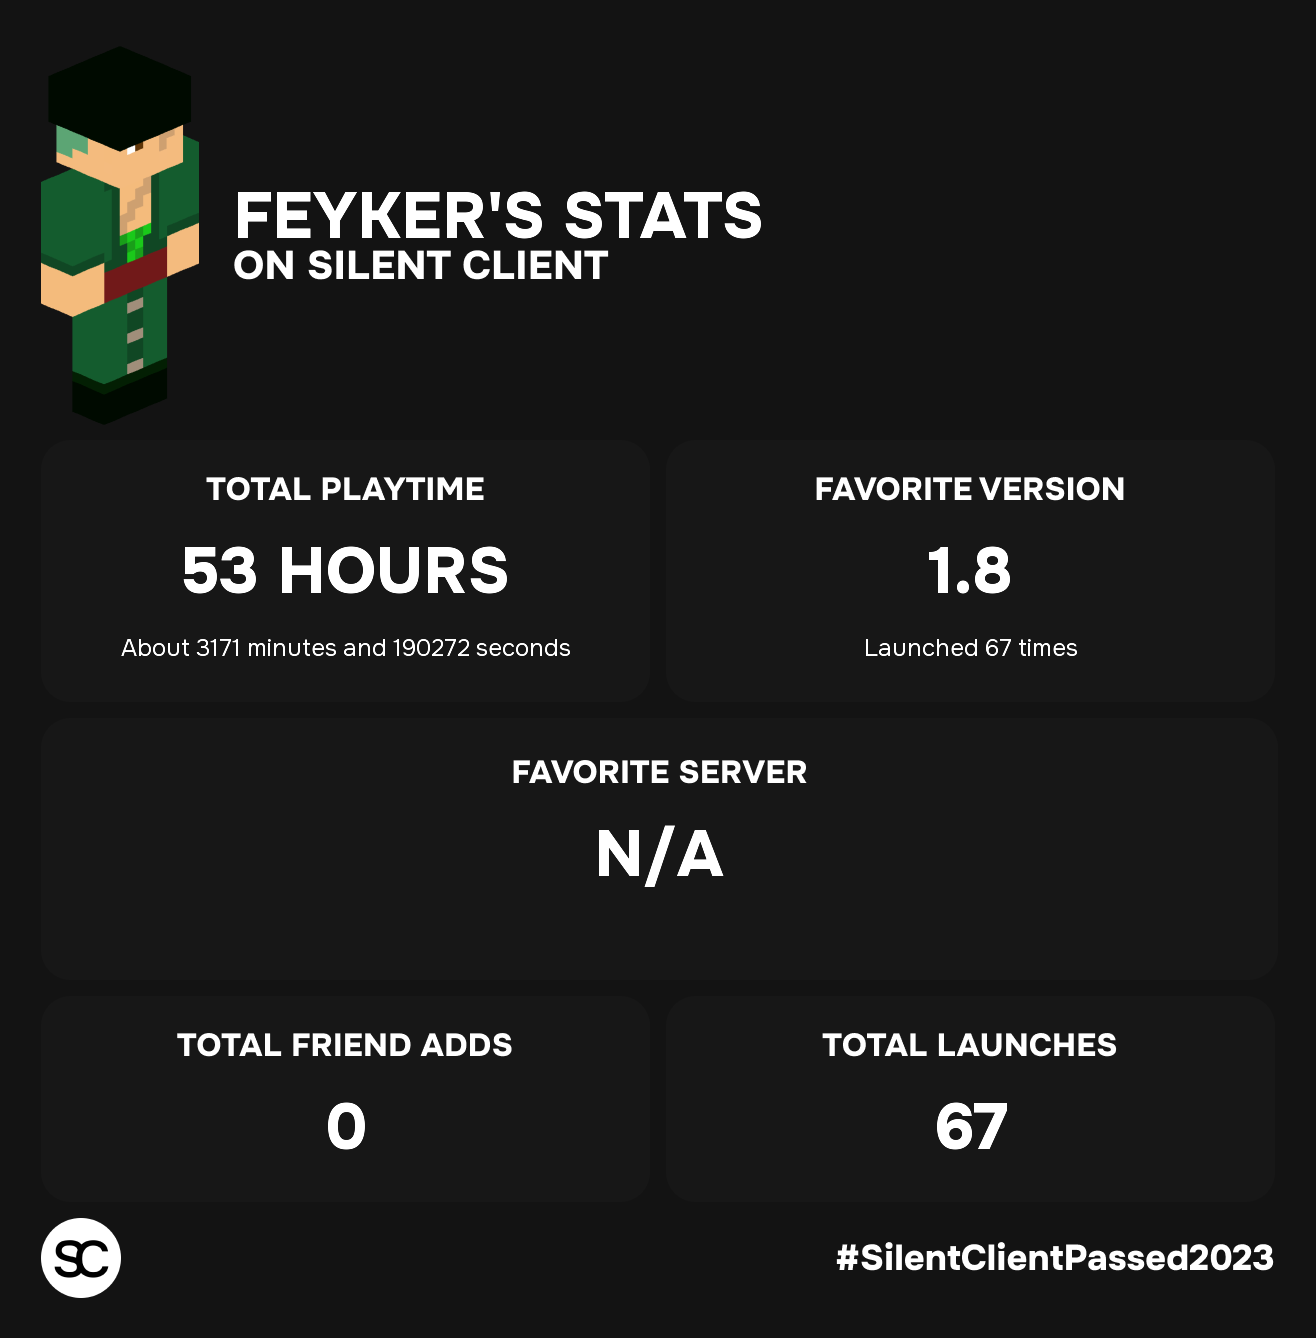 FEYKER'S STATS
ON SILENT CLIENT
TOTAL PLAYTIME
53 HOURS
About 3171 minutes and 190272 seconds
FAVORITE VERSION
1.8
Launched 67 times
FAVORITE SERVER
N/A
TOTAL FRIEND ADDS
0
TOTAL LAUNCHES
67
SC
#SilentClientPassed2023